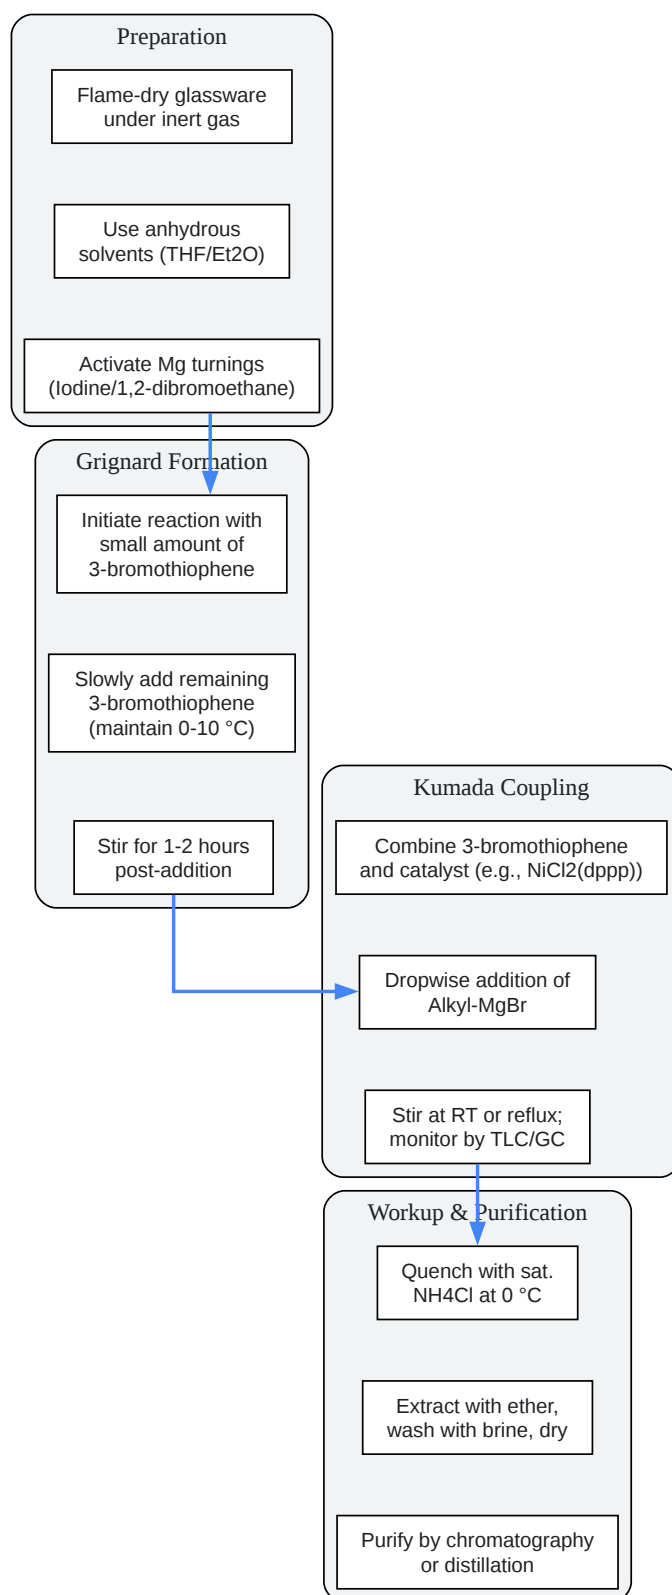 Preparation
Flame-dry glassware
under inert gas
Use anhydrous
solvents (THF/Et2O)
Activate Mg turnings
(Iodine/1,2-dibromoethane)
Grignard Formation
Initiate reaction with
small amount of
3-bromothiophene
Slowly add remaining
3-bromothiophene
(maintain 0-10 °C)
Stir for 1-2 hours
post-addition
Kumada Coupling
Combine 3-bromothiophene
and catalyst (e.g., NiCl2(dppp))
Dropwise addition of
Alkyl-MgBr
Stir at RT or reflux;
monitor by TLC/GC
Workup & Purification
Quench with sat.
NH4Cl at 0 °C
Extract with ether,
wash with brine, dry
Purify by chromatography
or distillation